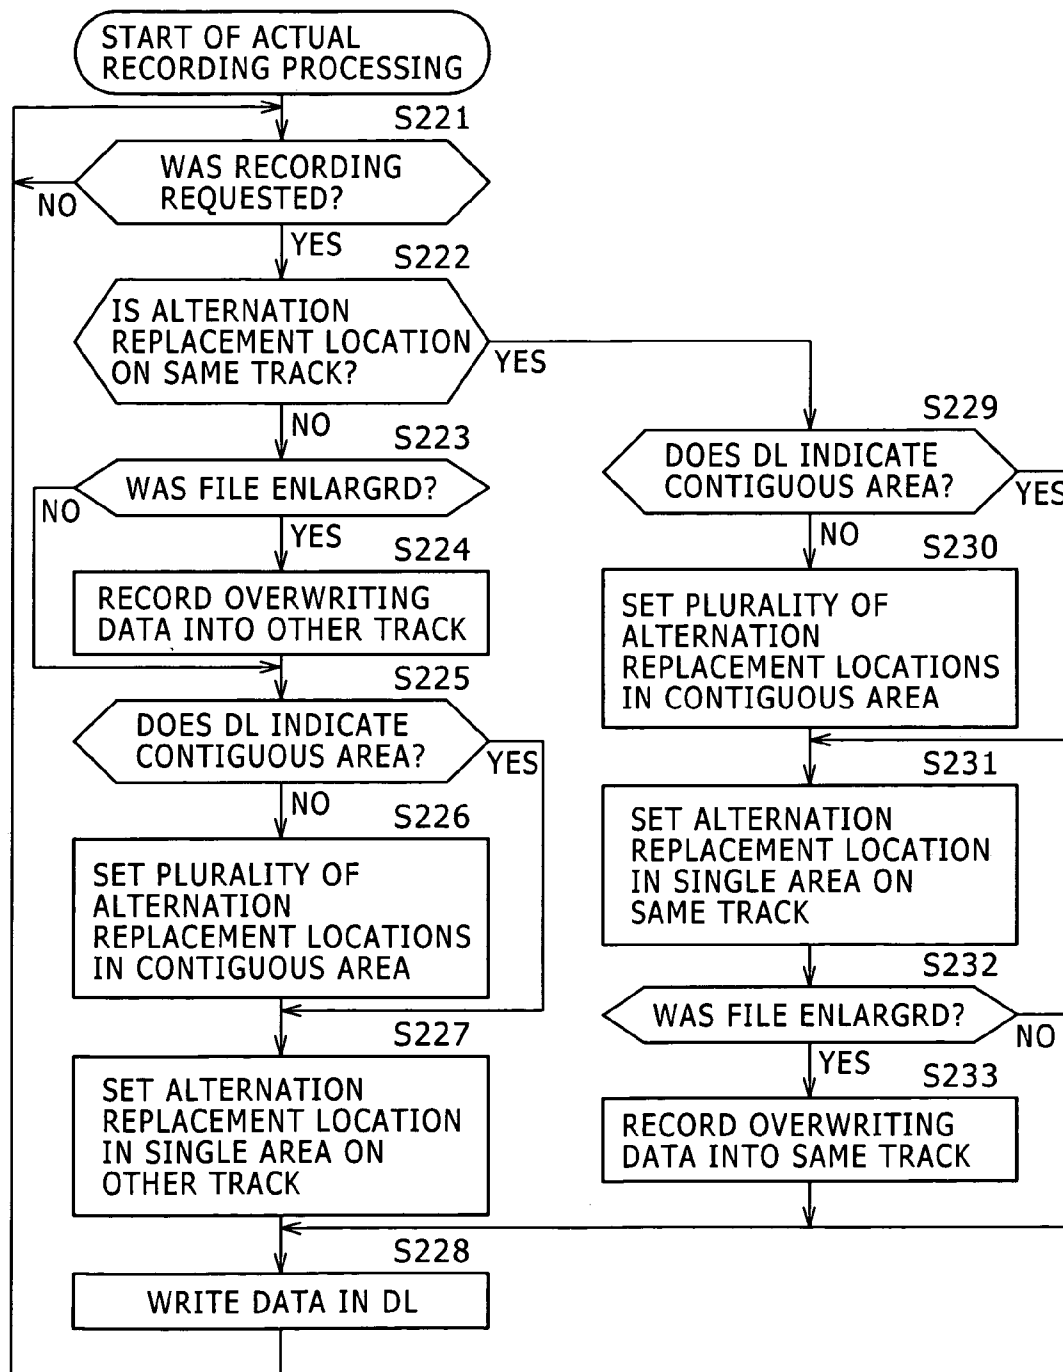 START OF ACTUAL
RECORDING PROCESSING
S221
WAS RECORDING
REQUESTED?
NO
YES
S222
IS ALTERNATION
REPLACEMENT LOCATION
ON SAME TRACK?
YES
NO
S223
WAS FILE ENLARGRD?
NO
YES
S224
RECORD OVERWRITING
DATA INTO OTHER TRACK
S225
DOES DL INDICATE
CONTIGUOUS AREA?
YES
NO
S226
SET PLURALITY OF
ALTERNATION
REPLACEMENT LOCATIONS
IN CONTIGUOUS AREA
S227
SET ALTERNATION
REPLACEMENT LOCATION
IN SINGLE AREA ON
OTHER TRACK
S228
WRITE DATA IN DL
S229
DOES DL INDICATE
CONTIGUOUS AREA?
YES
NO
S230
SET PLURALITY OF
ALTERNATION
REPLACEMENT LOCATIONS
IN CONTIGUOUS AREA
S231
SET ALTERNATION
REPLACEMENT LOCATION
IN SINGLE AREA ON
SAME TRACK
S232
WAS FILE ENLARGRD?
NO
YES
S233
RECORD OVERWRITING
DATA INTO SAME TRACK